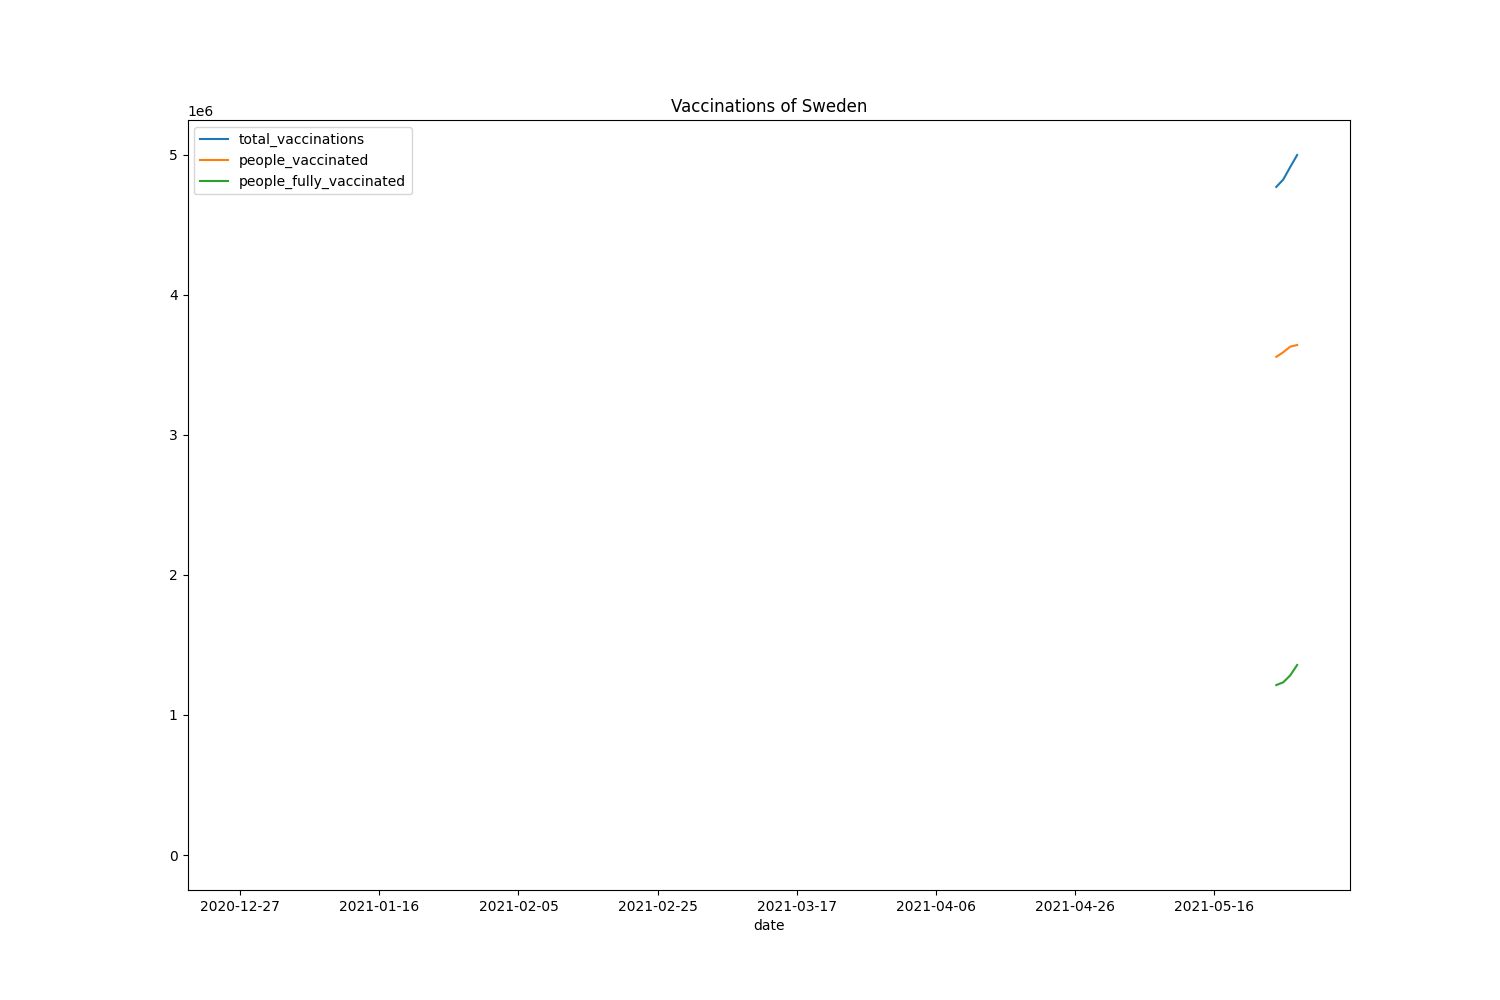 Vaccinations of Sweden
1e6
total_vaccinations
people_vaccinated
people_fully_vaccinated
5
4
3
2
1
0
2020-12-27 2021-01-16 2021-02-05 2021-02-25 2021-03-17 2021-04-06 2021-04-26 2021-05-16
date